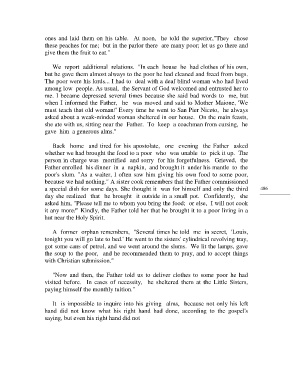 ones and laid them on his table. At noon, he told the superior,"They chose
these peaches for me; but in the parlor there are many poor: let us go there and
give them the fruit to eat."
We report additional relations. "In each house he had clothes of his own,
but he gave them almost always to the poor he had cleaned and freed from bugs.
The poor were his lords... I had to deal with a deaf blind woman who had lived
among low people. As usual, the Servant of God welcomed and entrusted her to
me. I became depressed several times because she said bad words to me, but
when I informed the Father, he was moved and said to Mother Maione, 'We
must teach that old woman!' Every time he went to San Pier Niceto, he always
asked about a weak-minded woman sheltered in our house. On the main feasts,
she ate with us, sitting near the Father. To keep a coachman from cursing, he
gave him a generous alms."
Back home and tired for his apostolate, one evening the Father asked
whether we had brought the food to a poor who was unable to pick it up. The
person in charge was mortified and sorry for his forgetfulness. Grieved, the
Father enrolled his dinner in a napkin, and brought it under his mantle to the
poor's slum. "As a waiter, I often saw him giving his own food to some poor,
because we had nothing." A sister cook remembers that the Father commissioned
a special dish for some days. She thought it was for himself and only the third
day she realized that he brought it outside in a small pot. Confidently, she
asked him, "Please tell me to whom you bring the food; or else, I will not cook
it any more!" Kindly, the Father told her that he brought it to a poor living in a
hut near the Holy Spirit.
A former orphan remembers, "Several times he told me in secret, 'Louis,
tonight you will go late to bed.' We went to the sisters' cylindrical revolving tray,
got some cans of petrol, and we went around the slums. We lit the lamps, gave
the soup to the poor, and he recommended them to pray, and to accept things
with Christian submission."
"Now and then, the Father told us to deliver clothes to some poor he had
visited before. In cases of necessity, he sheltered them at the Little Sisters,
paying himself the monthly tuition."
It is impossible to inquire into his giving alms, because not only his left
hand did not know what his right hand had done, according to the gospel's
saying, but even his right hand did not